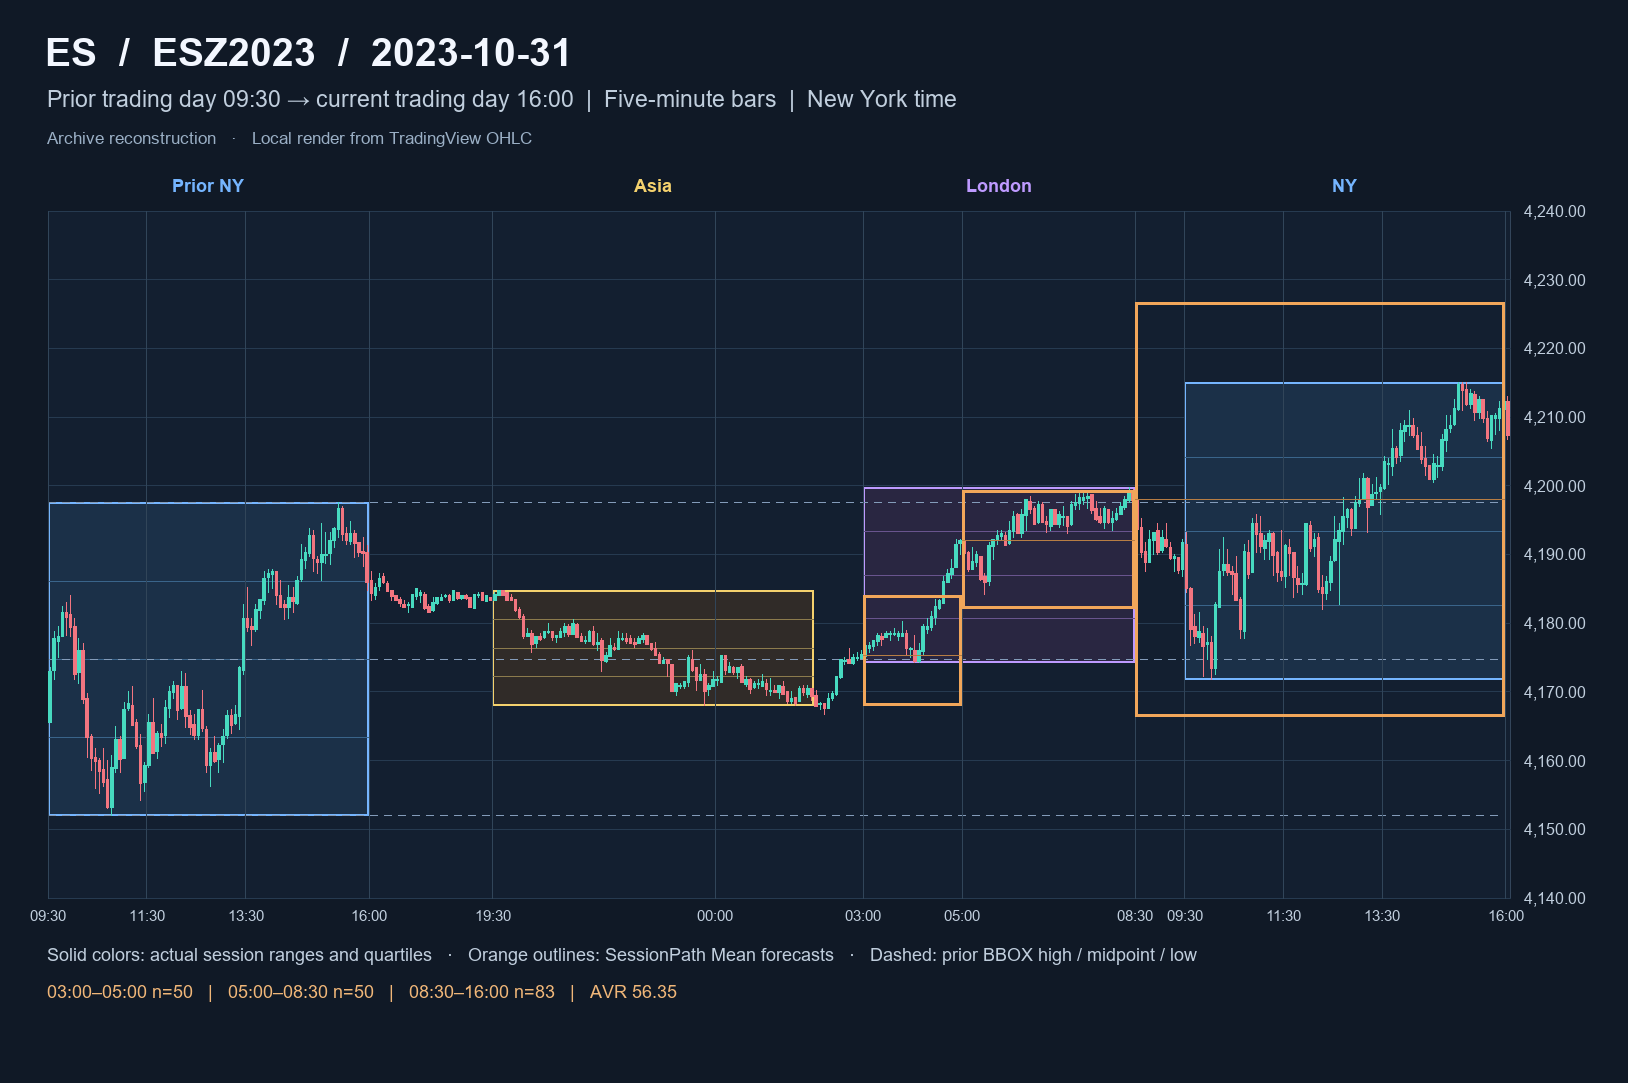 ES / ESZ2023 / 2023-10-31
Prior trading day 09:30 → current trading day 16:00 | Five-minute bars | New York time
Archive reconstruction · Local render from TradingView OHLC
Prior NY Asia London NY
4,240.00
4,230.00
4,220.00
4,210.00
4,200.00
4,190.00
4,180.00
4,170.00
4,160.00
4,150.00
4,140.00
09:30 11:30 13:30 16:00 19:30 00:00 03:00 05:00 08:30 09:30 11:30 13:30 16:00
Solid colors: actual session ranges and quartiles · Orange outlines: SessionPath Mean forecasts · Dashed: prior BBOX high / midpoint / low
03:00–05:00 n=50 | 05:00–08:30 n=50 | 08:30–16:00 n=83 | AVR 56.35